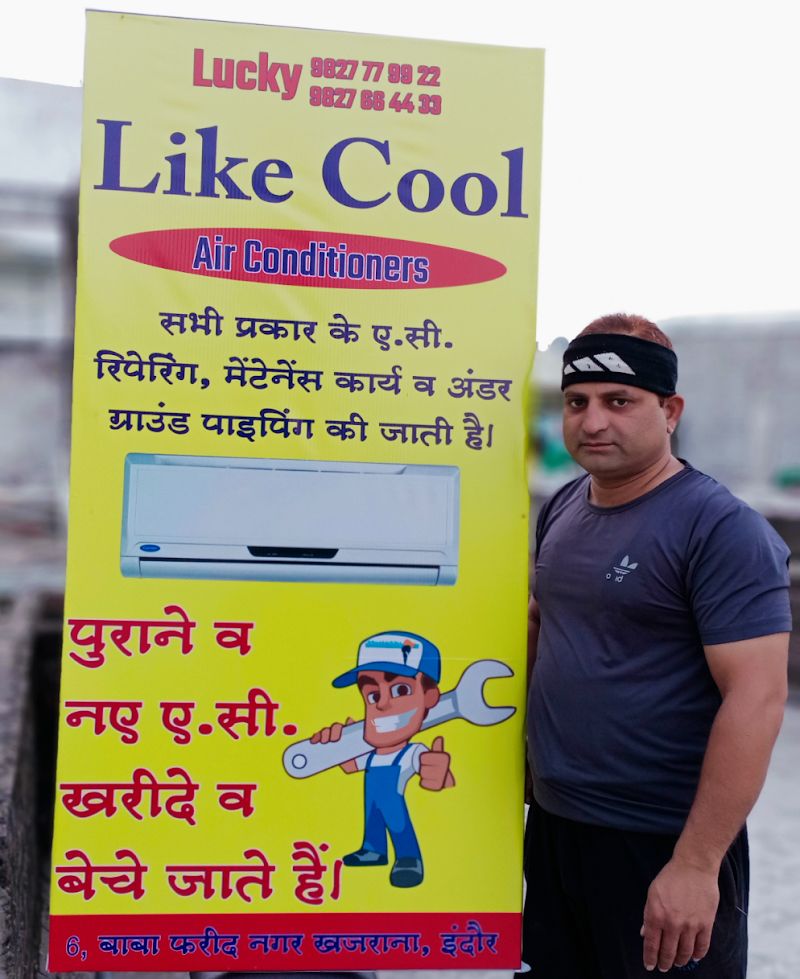 Lucky 9827 77 99 22
9827 66 44 33
Like Cool
Air Conditioners
सभी प्रकार के ए.सी.
रिपेरिंग, मेंटेनेंस कार्य व अंडर
ग्राउंड पाइपिंग की जाती है।
पुराने व
नए ए.सी.
खरीदे व
बेचे जाते हैं।
6, बाबा फरीद नगर खजराना, इंदौर